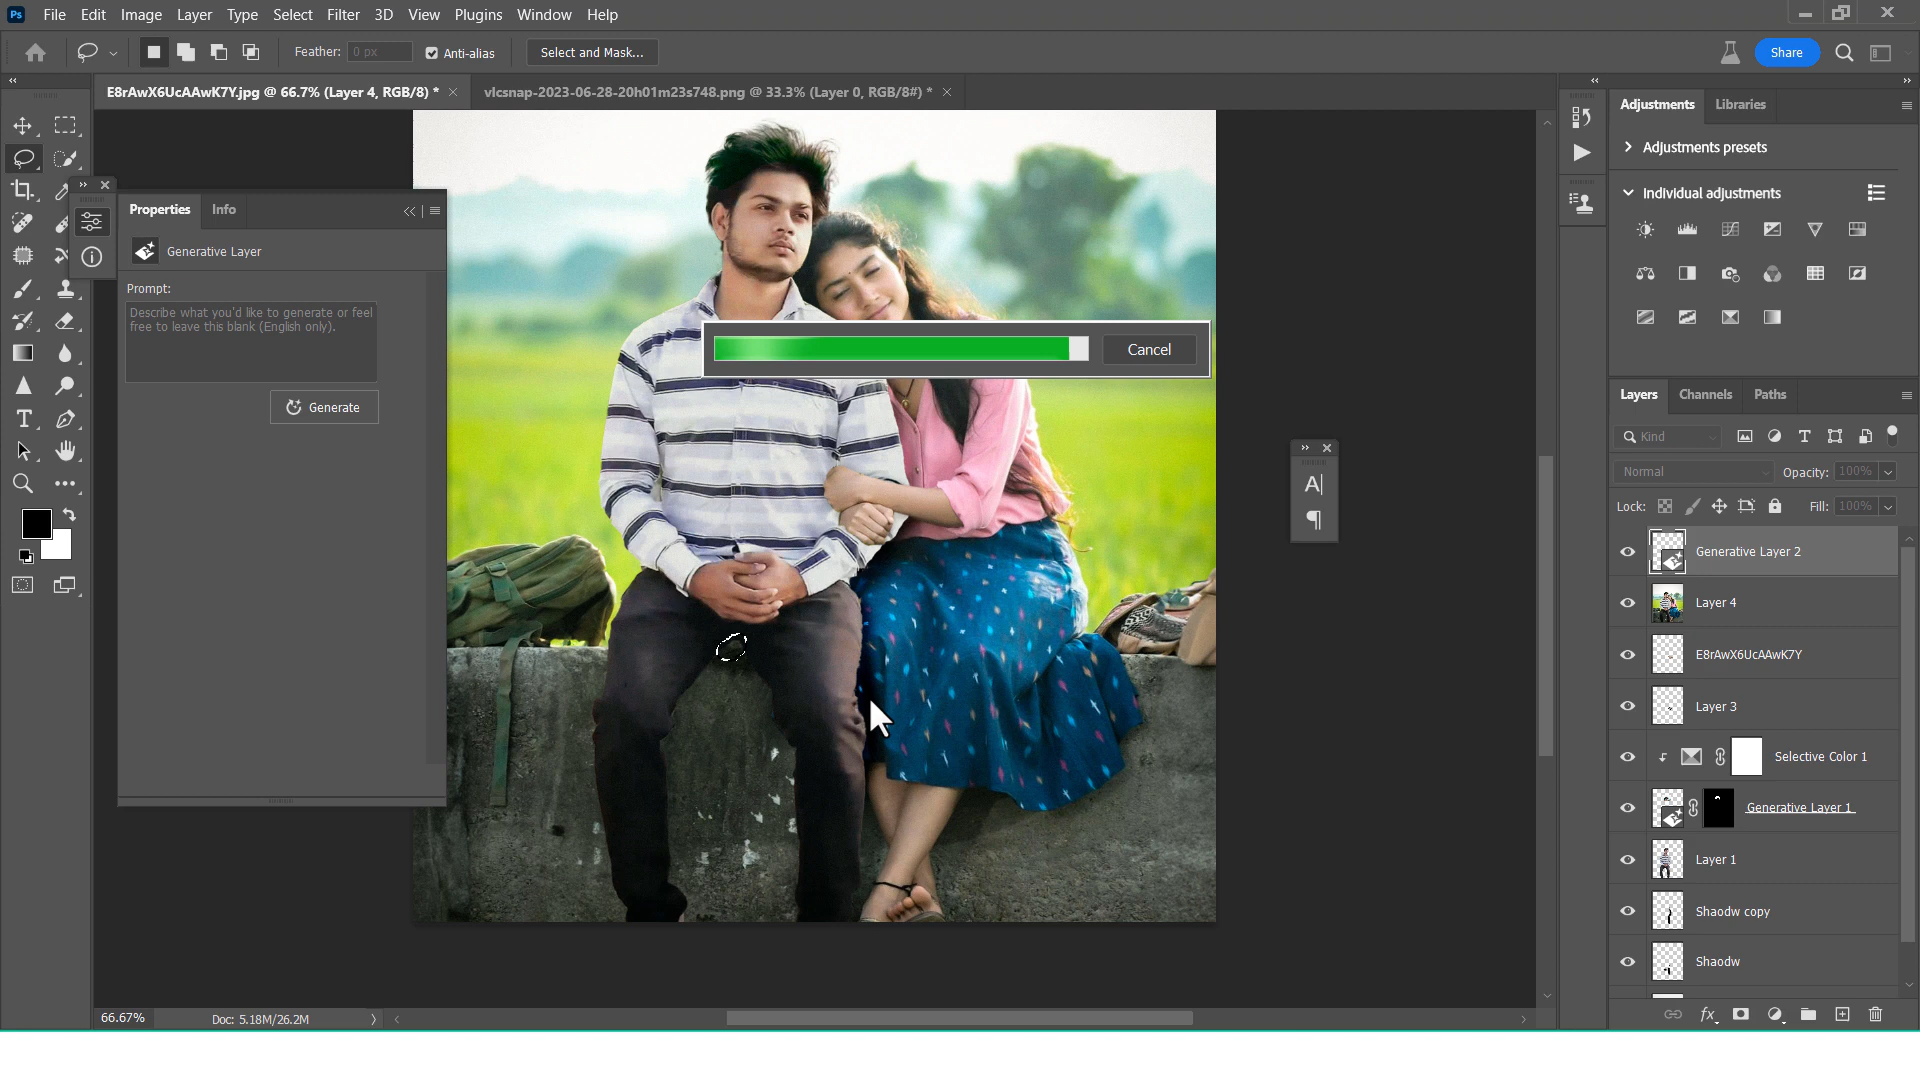 Ps File Edit Image Layer Type Select Filter 3D View Plugins Window Help
Feather: 0 px Anti-alias Select and Mask... Share
E8rAwX6UcAAwK7Y.jpg @ 66.7% (Layer 4, RGB/8) * vlcsnap-2023-06-28-20h01m23s748.png @ 33.3% (Layer 0, RGB/8#) *
Properties Info
Generative Layer
Prompt:
Describe what you'd like to generate or feel
free to leave this blank (English only).
Generate
Cancel
Adjustments Libraries
Adjustments presets
Individual adjustments
Layers Channels Paths
Kind
Normal Opacity: 100%
Lock: Fill: 100%
Generative Layer 2
Layer 4
E8rAwX6UcAAwK7Y
Layer 3
Selective Color 1
Generative Layer 1
Layer 1
Shaodw copy
Shaodw
66.67% Doc: 5.18M/26.2M